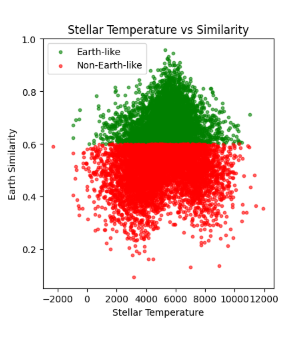 Stellar Temperature vs Similarity
1.0
Earth-like
Non-Earth-like
0.8
0.6
0.4
0.2
Earth Similarity
−2000 0 2000 4000 6000 8000 10000 12000
Stellar Temperature